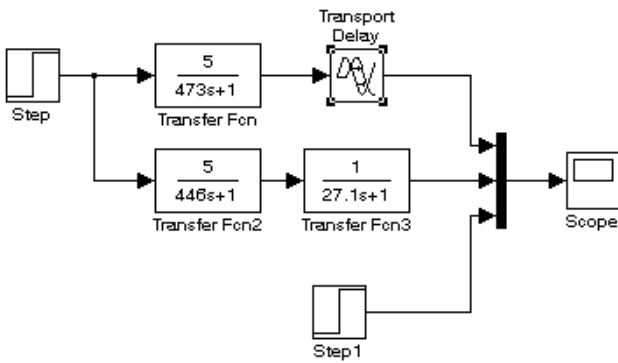 Transport
Delay
5
473s+1
Step
Transfer Fcn
5
446s+1
1
27.1s+1
Transfer Fcn2
Transfer Fcn3
Scope
Step1